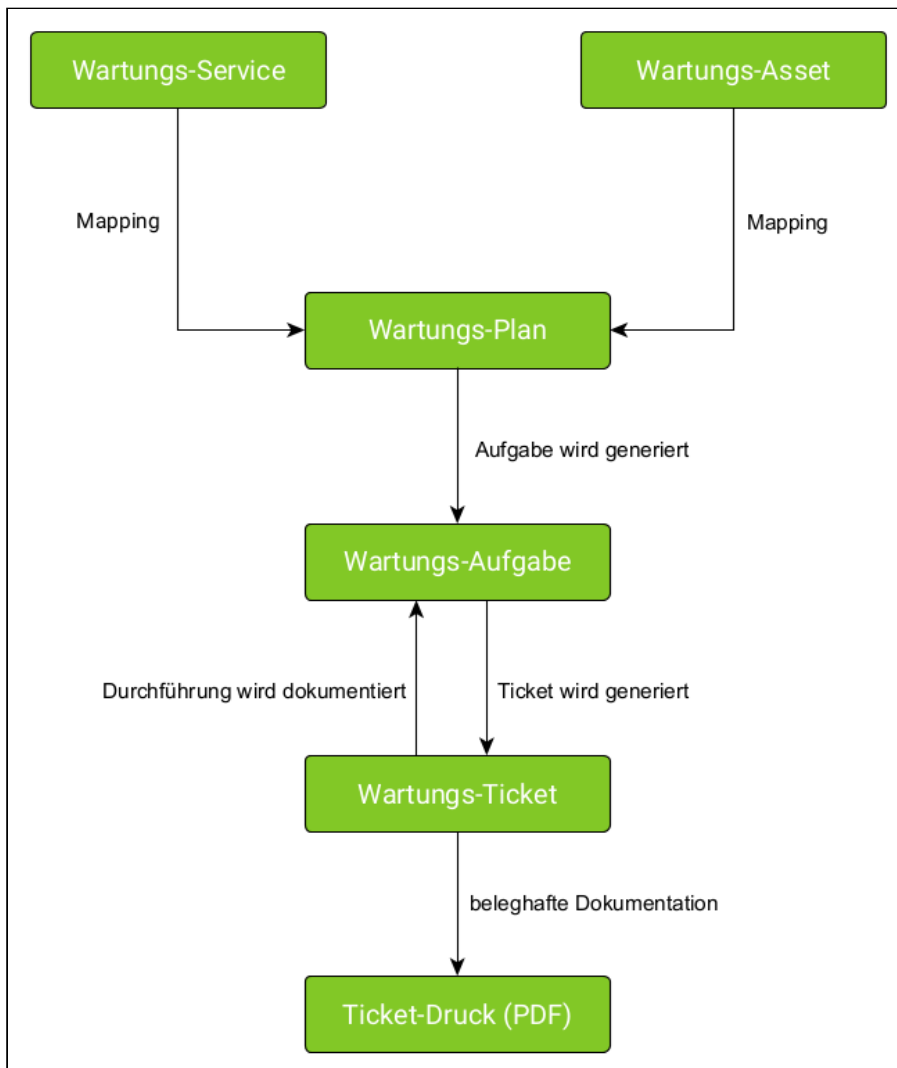 Wartungs-Service
Wartungs-Asset
Mapping
Mapping
Wartungs-Plan
Aufgabe wird generiert
Wartungs-Aufgabe
Durchführung wird dokumentiert
Ticket wird generiert
Wartungs-Ticket
beleghafte Dokumentation
Ticket-Druck (PDF)